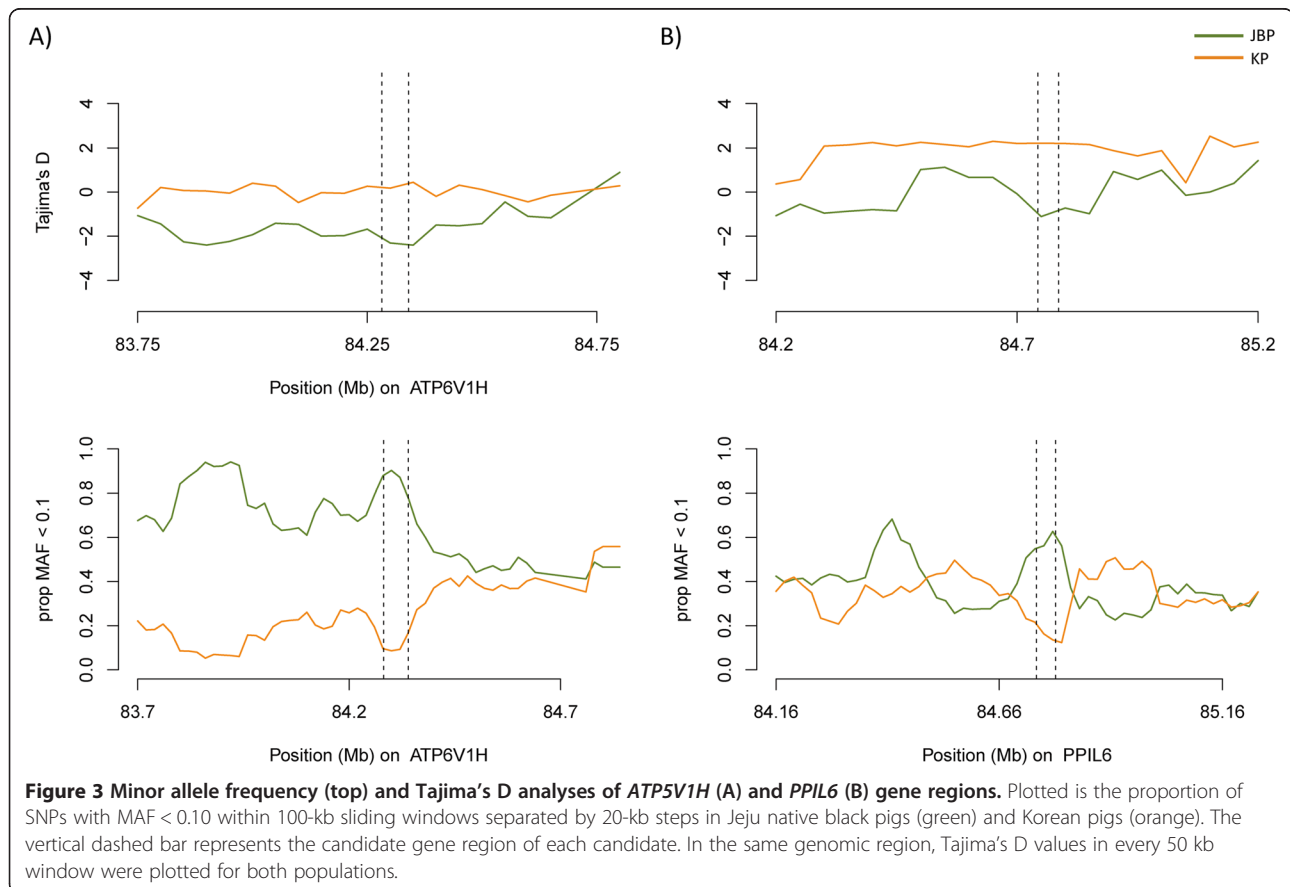 A)
B)
JBP
KP
Tajima's D
4
2
0
−2
−4
83.75
84.25
84.75
Position (Mb) on ATP6V1H
4
2
0
−2
−4
84.2
84.7
85.2
prop MAF < 0.1
1.0
0.8
0.6
0.4
0.2
0.0
83.7
84.2
84.7
Position (Mb) on ATP6V1H
prop MAF < 0.1
1.0
0.8
0.6
0.4
0.2
0.0
84.16
84.66
85.16
Position (Mb) on PPIL6
Figure 3 Minor allele frequency (top) and Tajima's D analyses of ATP5V1H (A) and PPIL6 (B) gene regions. Plotted is the proportion of
SNPs with MAF < 0.10 within 100-kb sliding windows separated by 20-kb steps in Jeju native black pigs (green) and Korean pigs (orange). The
vertical dashed bar represents the candidate gene region of each candidate. In the same genomic region, Tajima's D values in every 50 kb
window were plotted for both populations.